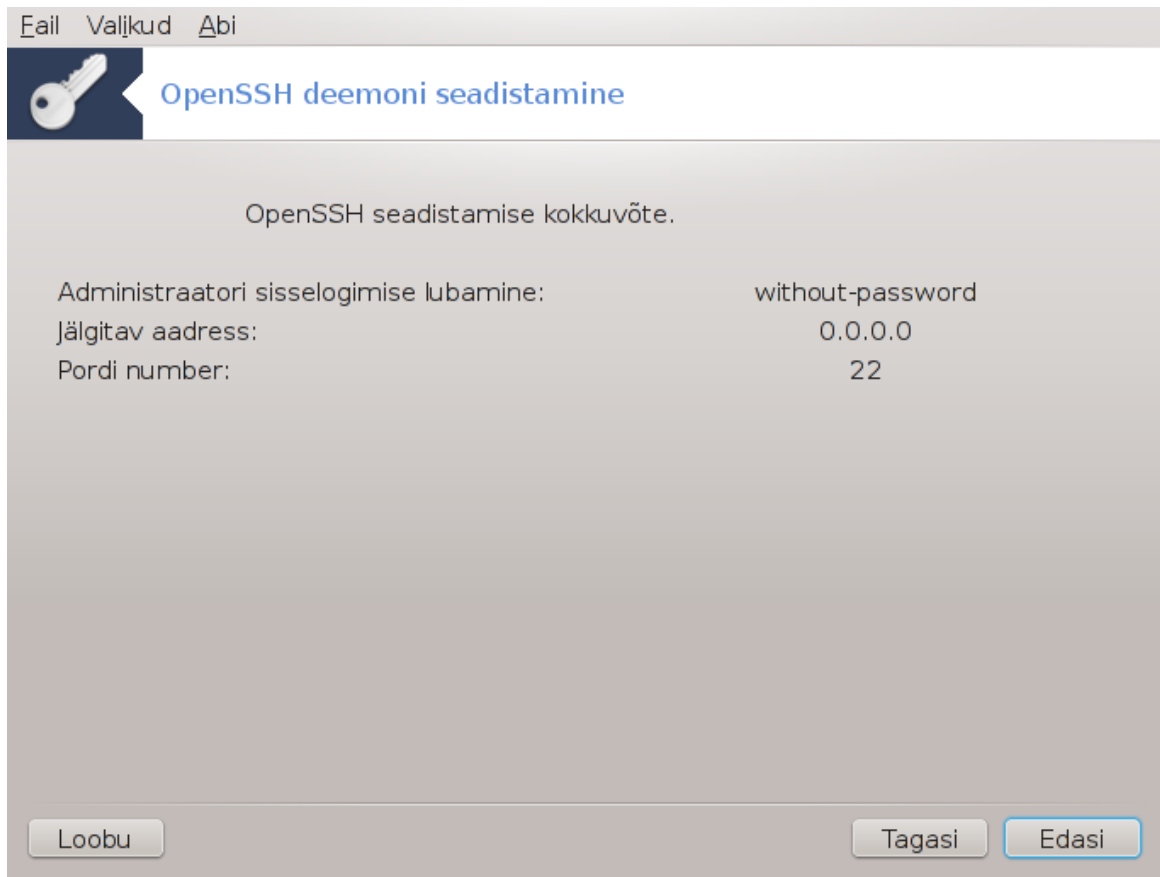 Fail Valikud Abi
OpenSSH deemoni seadistamine
OpenSSH seadistamise kokkuvõte.
Administraatori sisselogimise lubamine: without-password
Jälgitav aadress: 0.0.0.0
Pordi number: 22
Loobu Tagasi Edasi